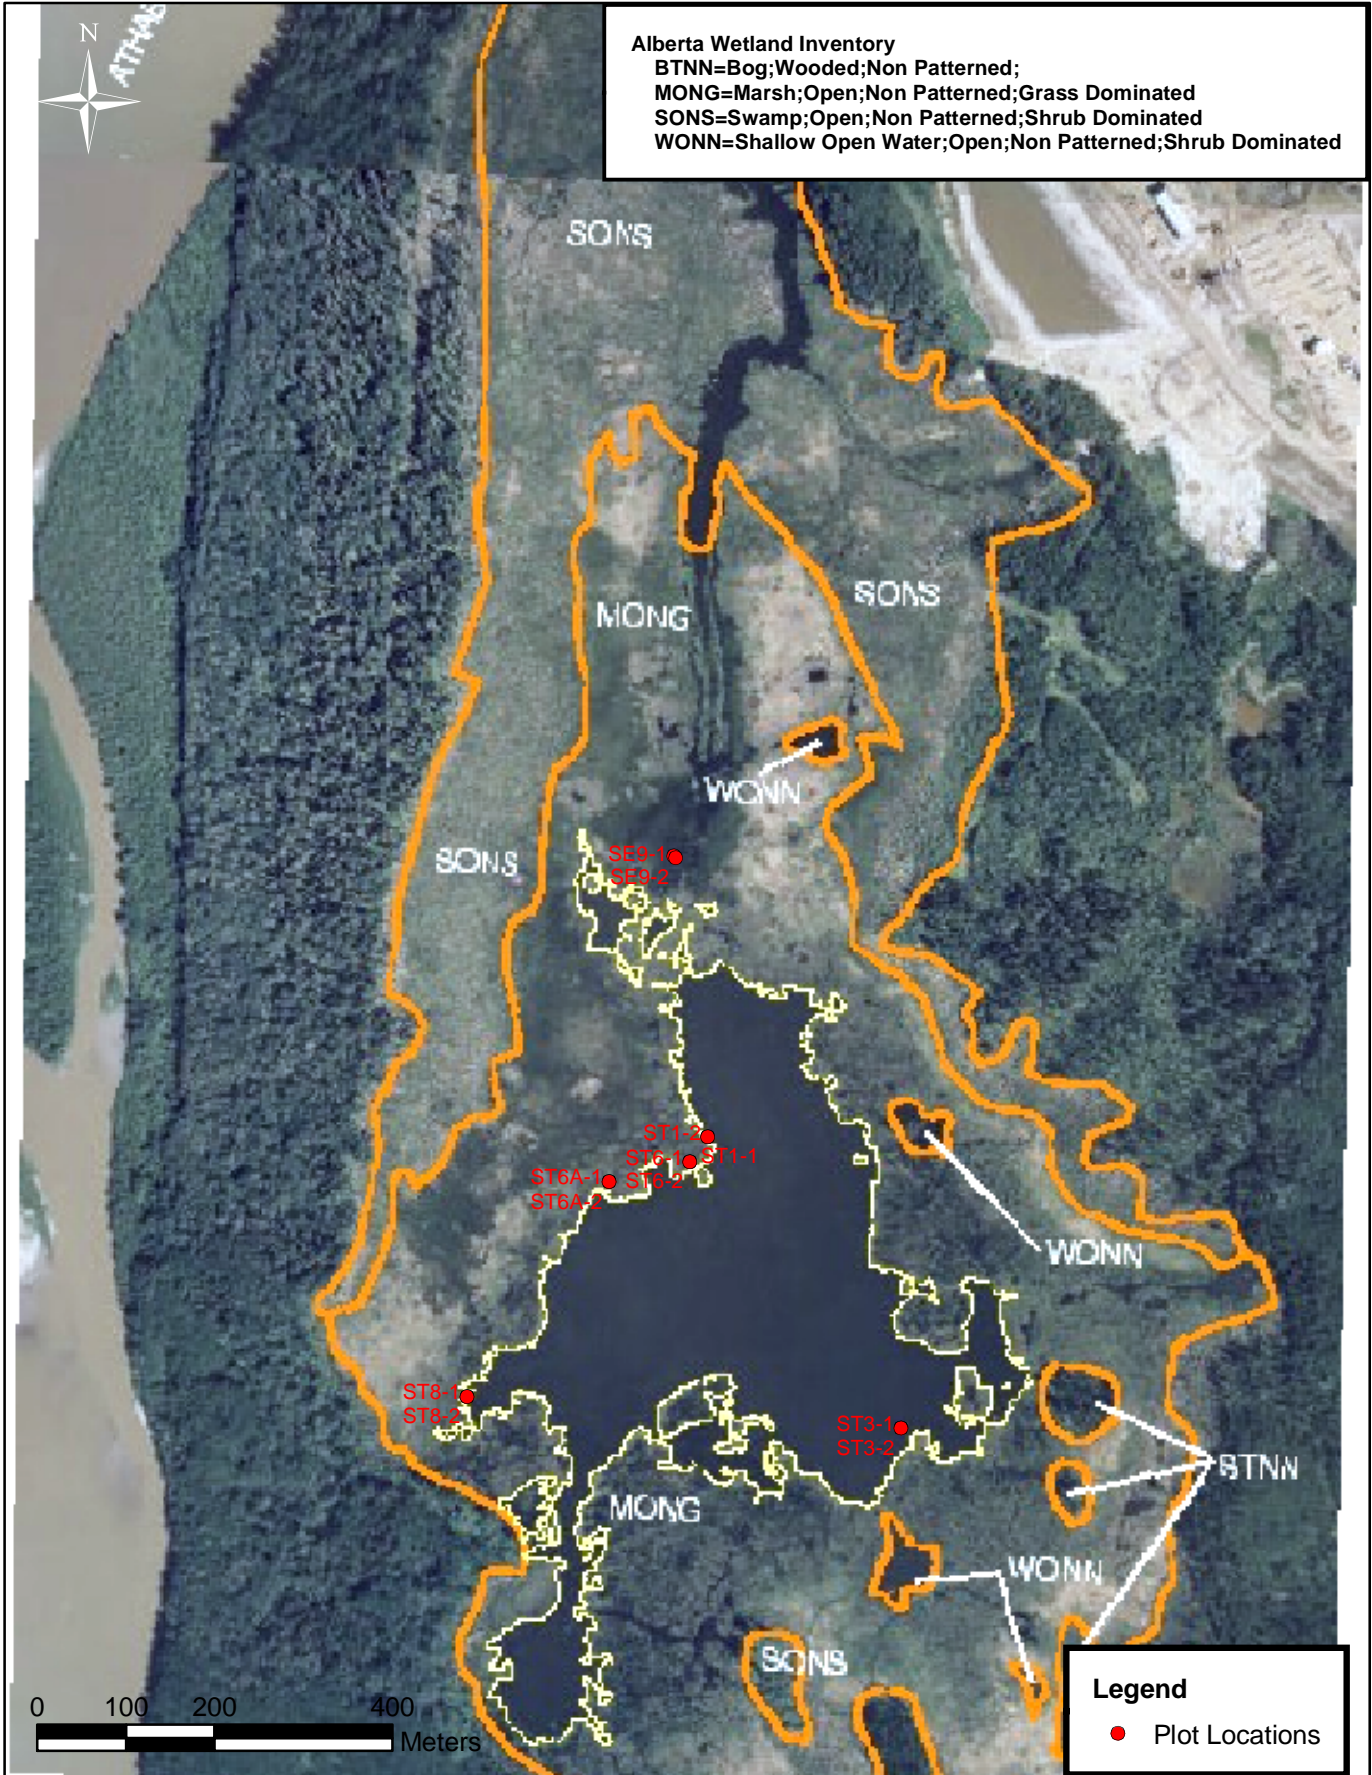 N
ATHAB
Alberta Wetland Inventory
BTNN=Bog;Wooded;Non Patterned;
MONG=Marsh;Open;Non Patterned;Grass Dominated
SONS=Swamp;Open;Non Patterned;Shrub Dominated
WONN=Shallow Open Water;Open;Non Patterned;Shrub Dominated
SONS
SONS
MONG
WONN
SONS
SE9-1
SE9-2
ST1-2
ST6-1
ST1-1
ST6A-1
ST6-2
ST6A-2
WONN
ST8-1
ST8-2
ST3-1
ST3-2
BTNN
MONG
WONN
SONS
0 100 200 400
Meters
Legend
Plot Locations